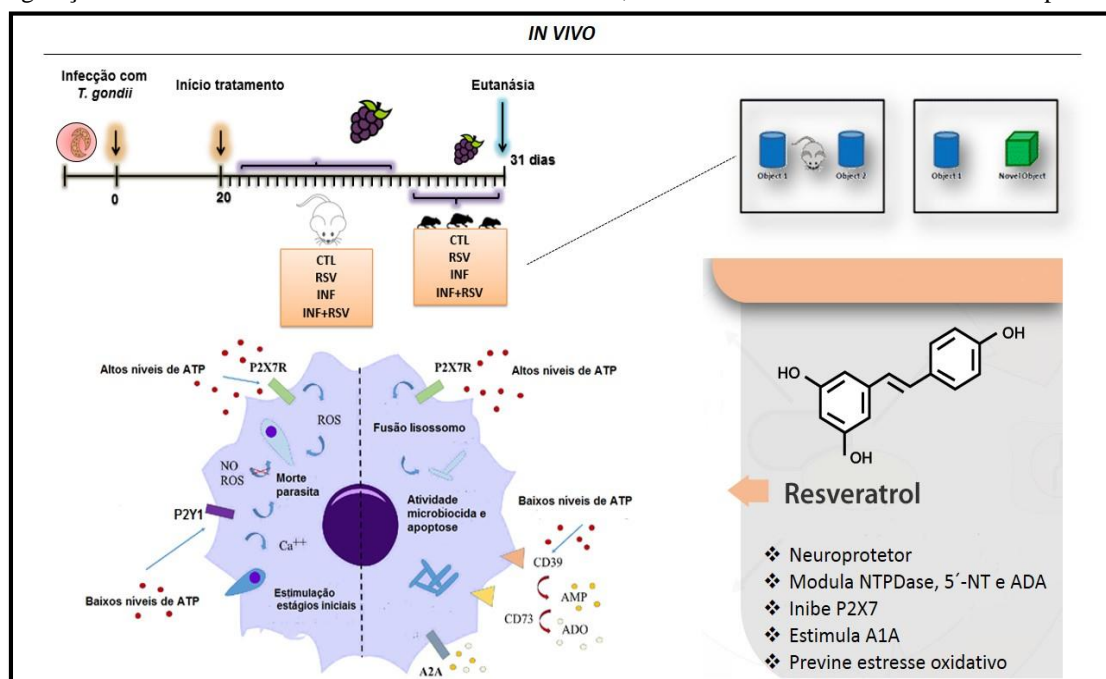 IN VIVO
Infecção com
T. gondii
Início tratamento
Eutanásia
31 dias
0
20
CTL
RSV
INF
INF+RSV
CTL
RSV
INF
INF+RSV
Object 1
Object 2
Object 1
Novel Object
Altos níveis de ATP
P2X7R
P2X7R
Altos níveis de ATP
ROS
Fusão lisossomo
NO
ROS
Morte
parasita
Atividade
microbiocida e
apoptose
P2Y1
Ca++
Baixos níveis de ATP
Estimulação
estágios iniciais
Baixos níveis de ATP
CD39
AMP
CD73
ADO
A2A
OH
HO
OH
Resveratrol
❖ Neuroprotetor
❖ Modula NTPDase, 5´-NT e ADA
❖ Inibe P2X7
❖ Estimula A1A
❖ Previne estresse oxidativo